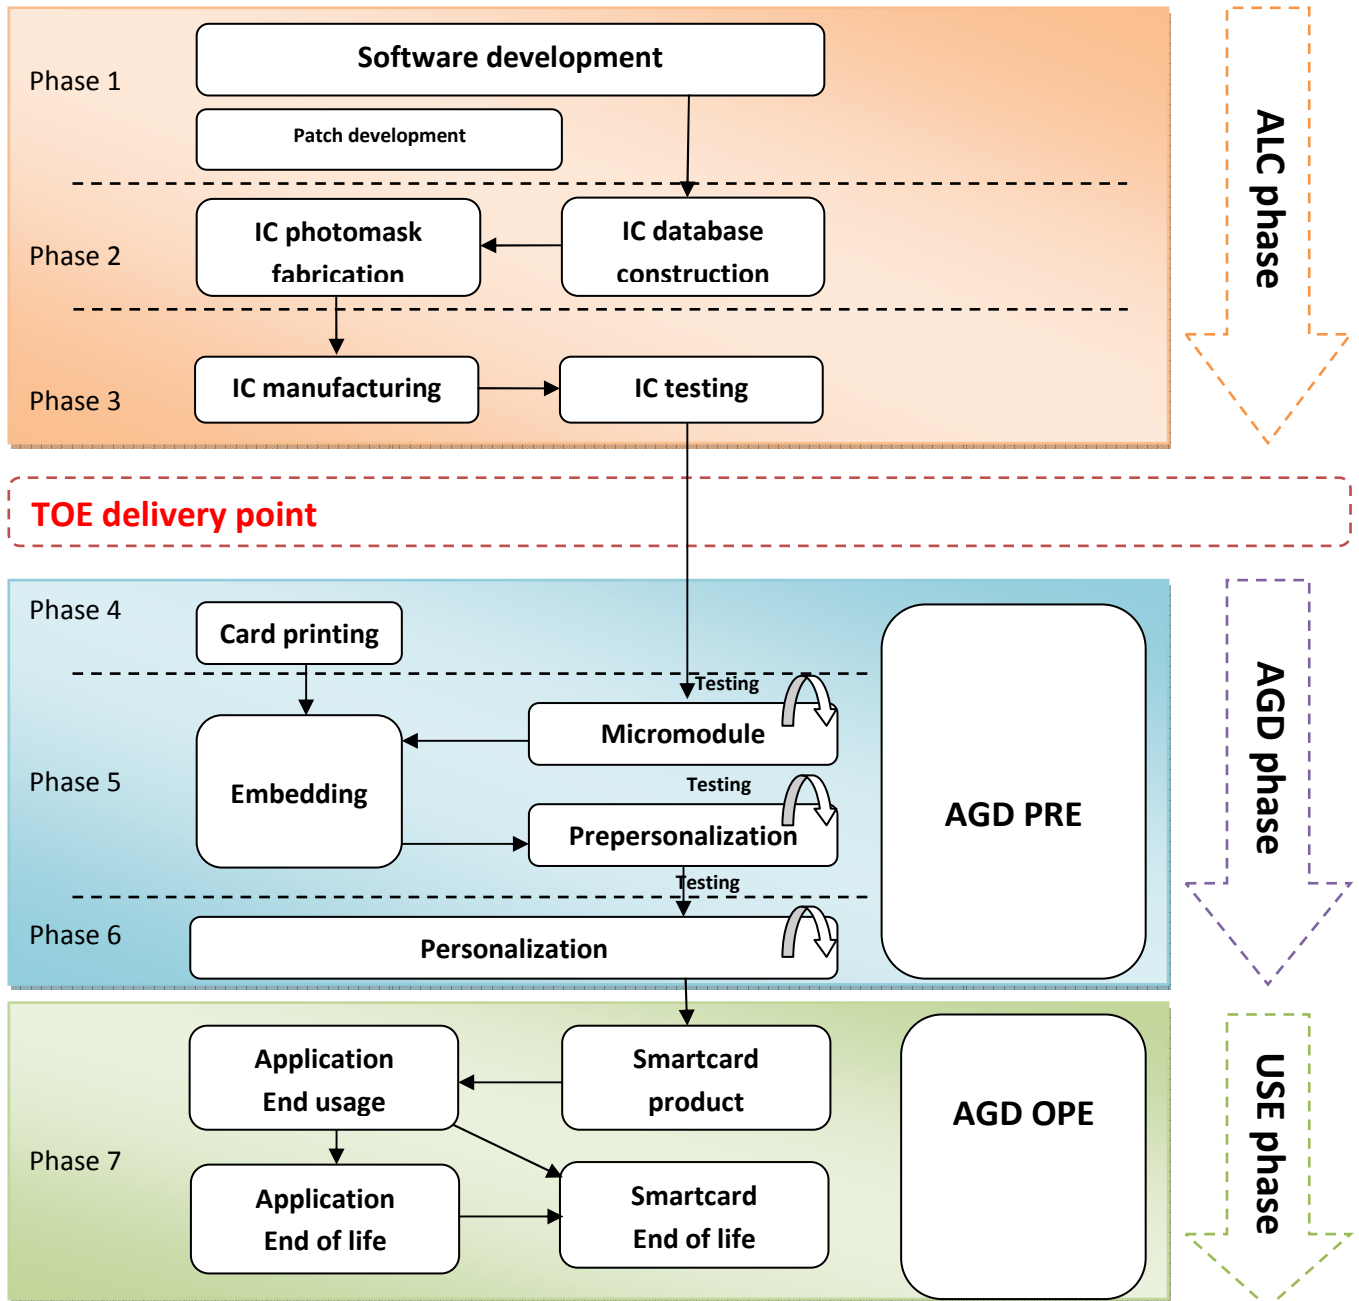 Software development
Phase 1
Patch development
ALC phase
IC photomask
fabrication
IC database
construction
Phase 2
IC manufacturing
IC testing
Phase 3
TOE delivery point
Phase 4
Card printing
Testing
Micromodule
AGD phase
Phase 5
Embedding
Testing
Prepersonalization
AGD PRE
Testing
Phase 6
Personalization
Application
End usage
Smartcard
product
AGD OPE
USE phase
Phase 7
Application
End of life
Smartcard
End of life